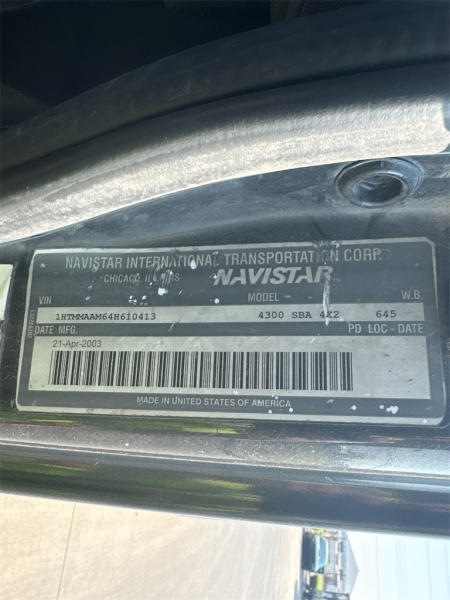 NAVISTAR INTERNATIONAL TRANSPORTATION CORP.
CHICAGO, ILLINOIS NAVISTAR
VIN MODEL W.B.
1HTMMAAM64H610413 4300 SBA 4X2 645
DATE MFG. PD LOC - DATE
21-Apr-2003
MADE IN UNITED STATES OF AMERICA